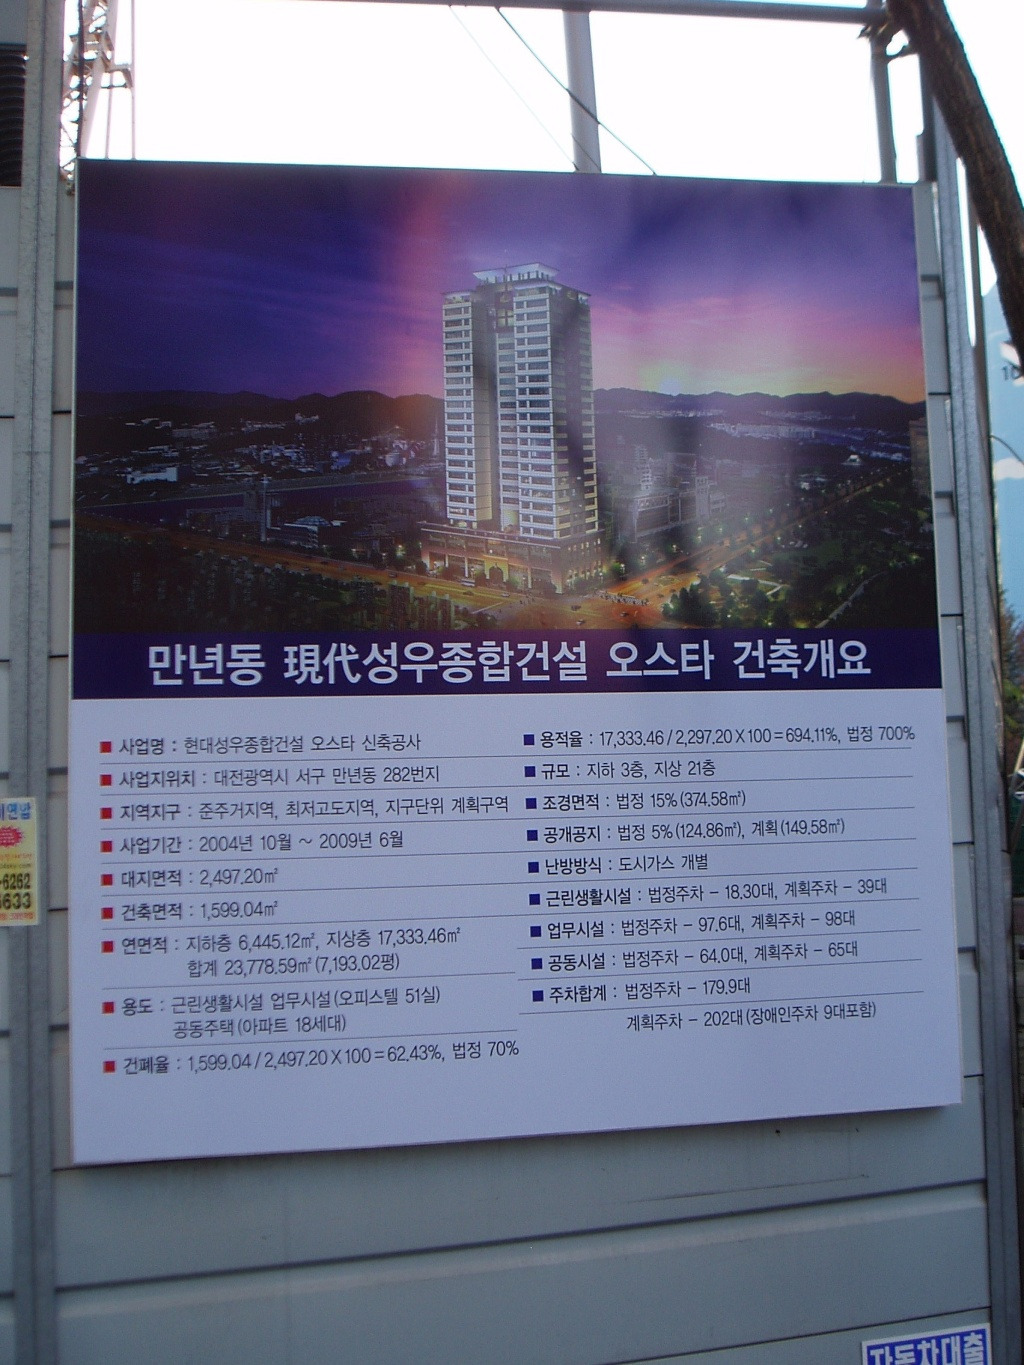 만년동 現代성우종합건설 오스타 건축개요
■ 사업명 : 현대성우종합건설 오스타 신축공사
■ 사업지위치 : 대전광역시 서구 만년동 282번지
■ 지역지구 : 준주거지역, 최저고도지역, 지구단위 계획구역
■ 사업기간 : 2004년 10월 ~ 2009년 6월
■ 대지면적 : 2,497.20㎡
■ 건축면적 : 1,599.04㎡
■ 연면적 : 지하층 6,445.12㎡, 지상층 17,333.46㎡
합계 23,778.59㎡(7,193.02평)
■ 용도 : 근린생활시설 업무시설(오피스텔 51실)
공동주택(아파트 18세대)
■ 건폐율 : 1,599.04 / 2,497.20 X 100 = 62.43%, 법정 70%
■ 용적율 : 17,333.46 / 2,297.20 X 100 = 694.11%, 법정 700%
■ 규모 : 지하 3층, 지상 21층
■ 조경면적 : 법정 15%(374.58㎡)
■ 공개공지 : 법정 5%(124.86㎡), 계획(149.58㎡)
■ 난방방식 : 도시가스 개별
■ 근린생활시설 : 법정주차 - 18.30대, 계획주차 - 39대
■ 업무시설 : 법정주차 - 97.6대, 계획주차 - 98대
■ 공동시설 : 법정주차 - 64.0대, 계획주차 - 65대
■ 주차합계 : 법정주차 - 179.9대
계획주차 - 202대(장애인주차 9대포함)
6262
6633
자동차대출